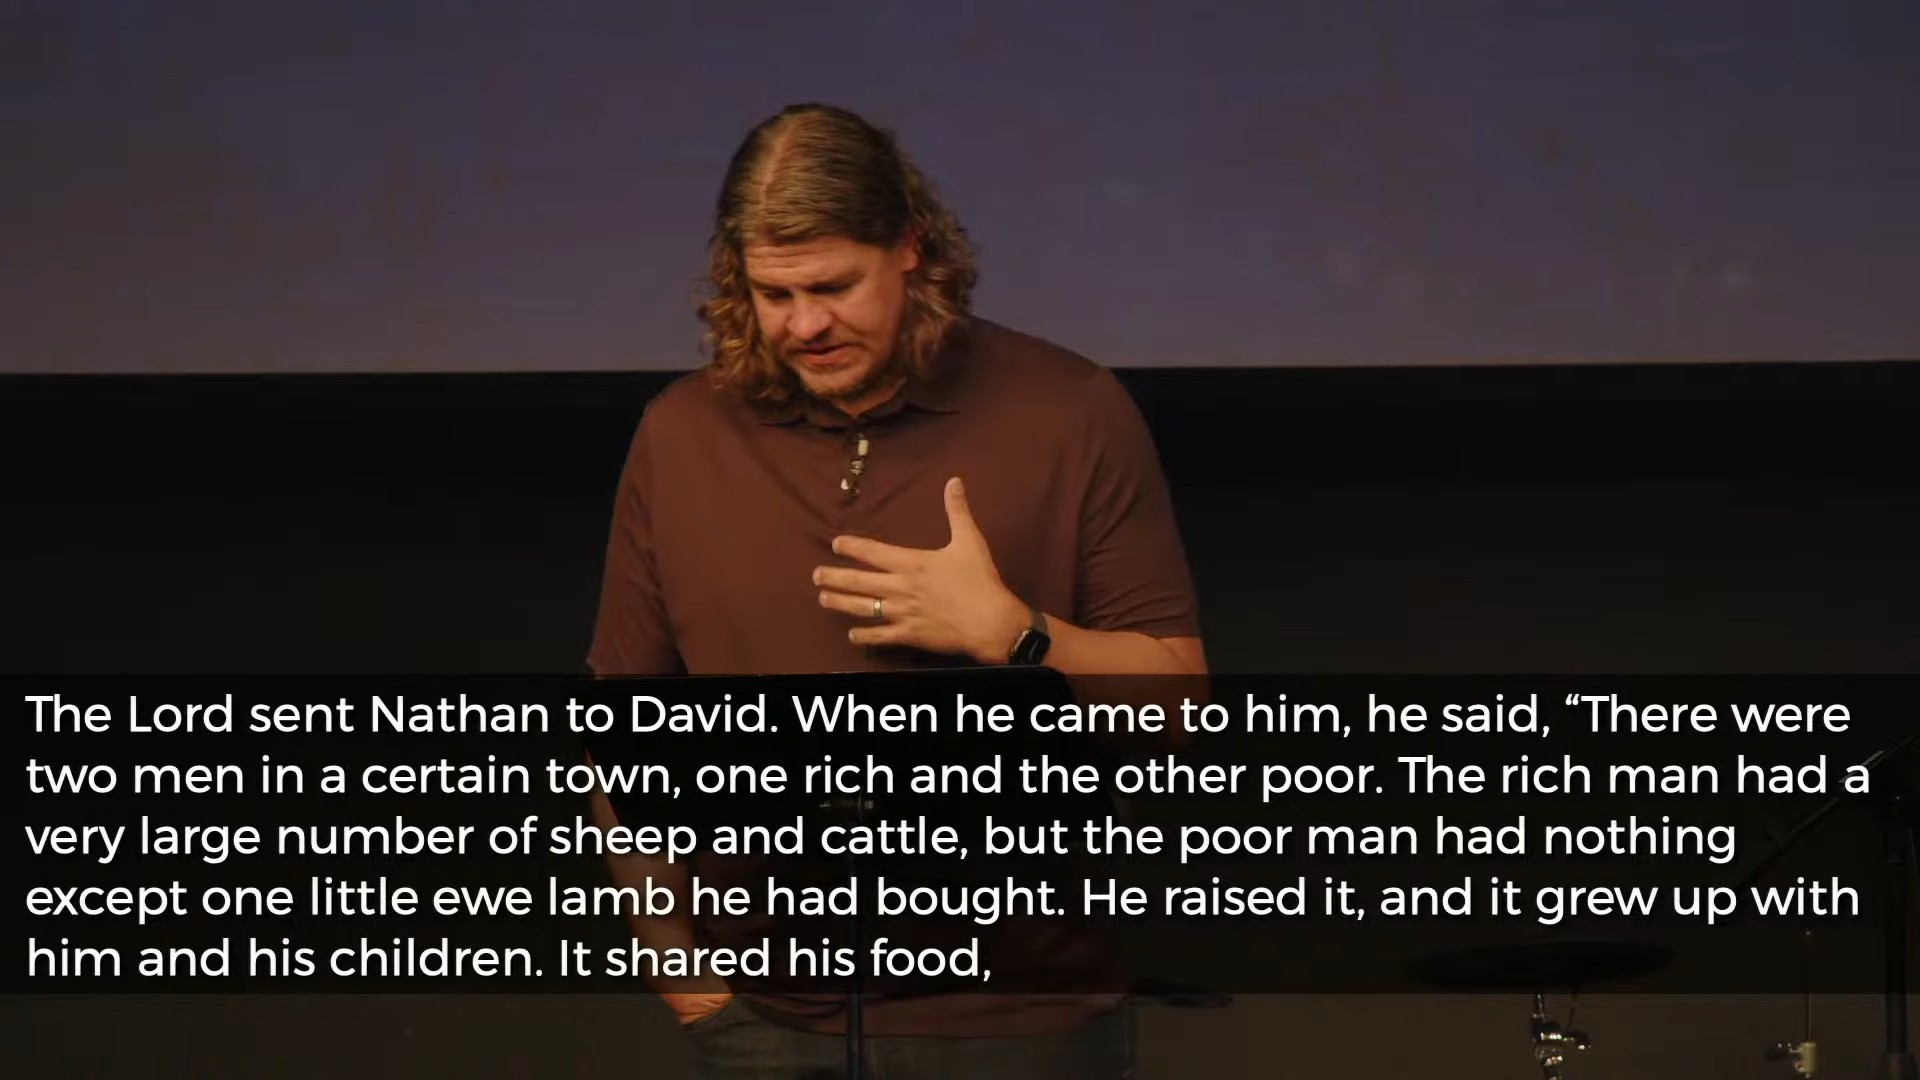 The Lord sent Nathan to David. When he came to him, he said, “There were
two men in a certain town, one rich and the other poor. The rich man had a
very large number of sheep and cattle, but the poor man had nothing
except one little ewe lamb he had bought. He raised it, and it grew up with
him and his children. It shared his food,